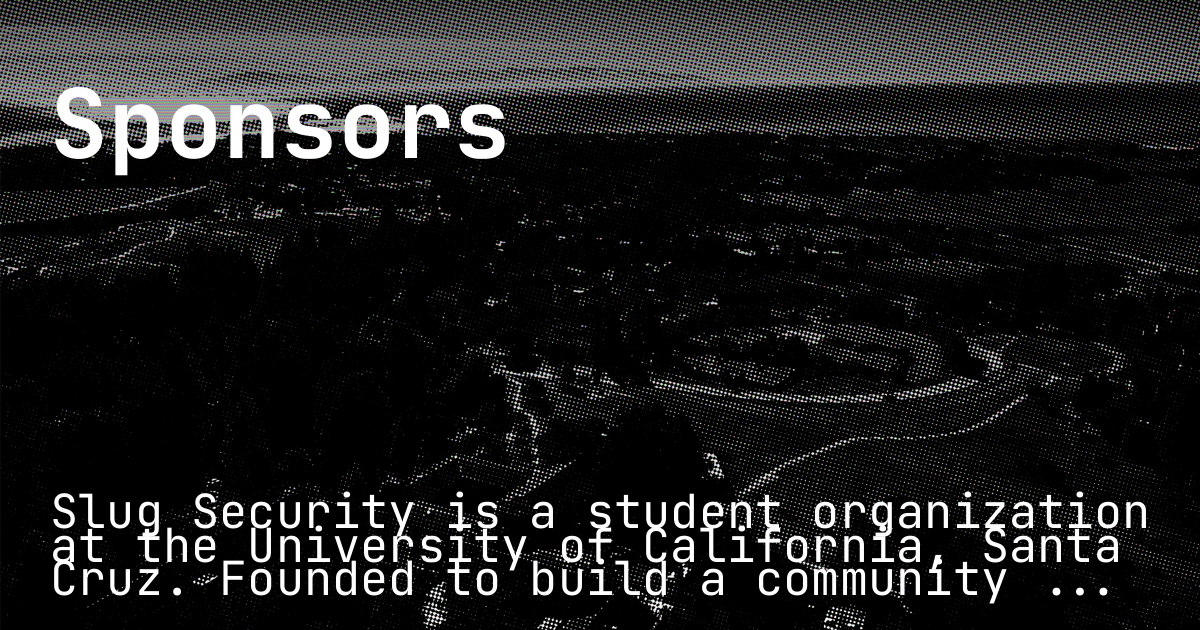 Sponsors
Slug Security is a student organization
at the University of California, Santa
Cruz. Founded to build a community ...